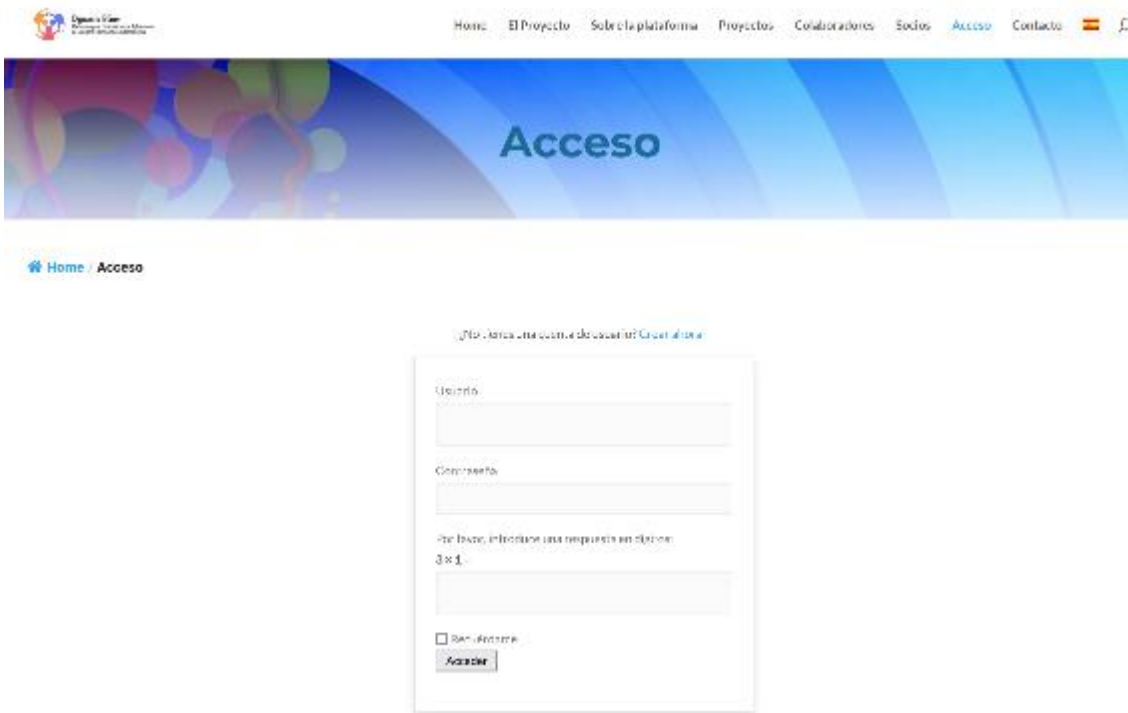 Home El Proyecto Sobre la plataforma Proyectos Colaboradores Socios Acceso Contacto
Acceso
Home / Acceso
¿No tienes una cuenta de usuario? Crear ahora
Usuario
Contraseña
Por favor, introduce una respuesta en dígitos:
3 × 1 =
Recuérdame
Acceder